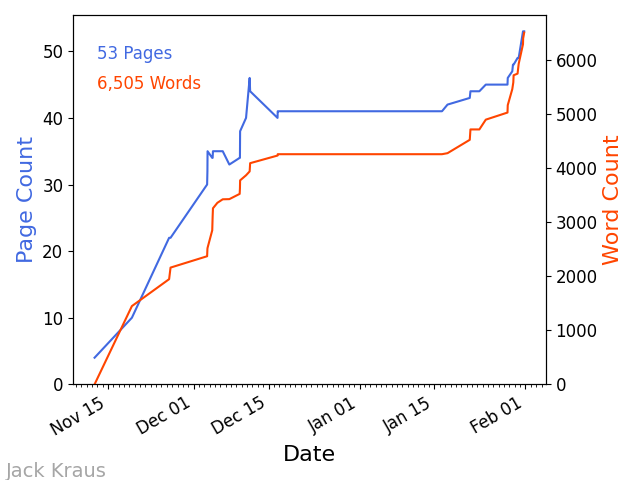 53 Pages
6,505 Words
Page Count
50
40
30
20
10
0
Word Count
6000
5000
4000
3000
2000
1000
0
Nov 15
Dec 01
Dec 15
Jan 01
Jan 15
Feb 01
Date
Jack Kraus